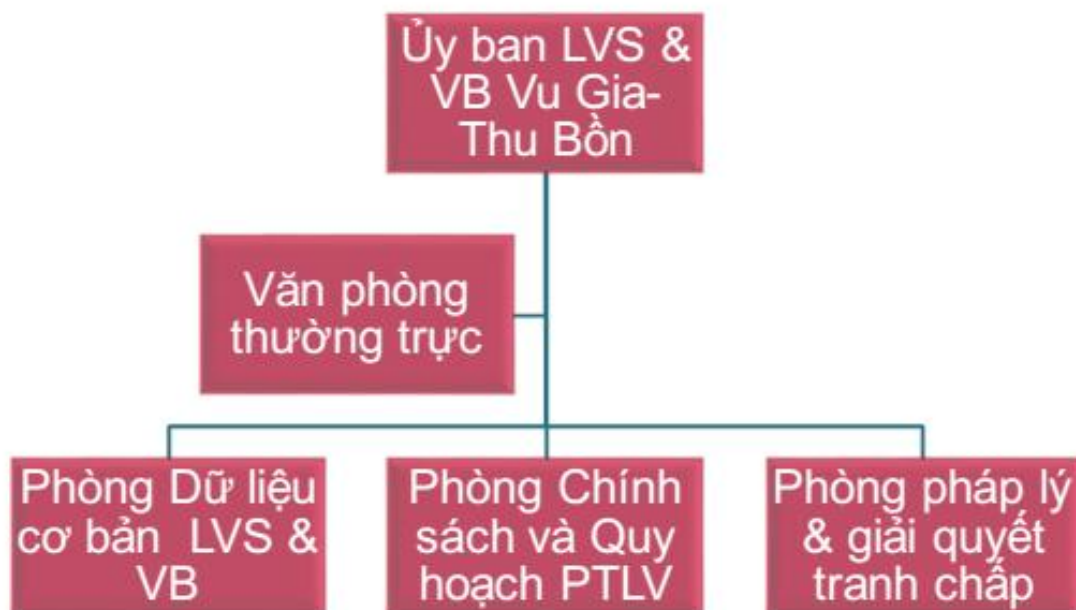 Ủy ban LVS &
VB Vu Gia-
Thu Bồn
Văn phòng
thường trực
Phòng Dữ liệu
cơ bản LVS &
VB
Phòng Chính
sách và Quy
hoạch PTLV
Phòng pháp lý
& giải quyết
tranh chấp